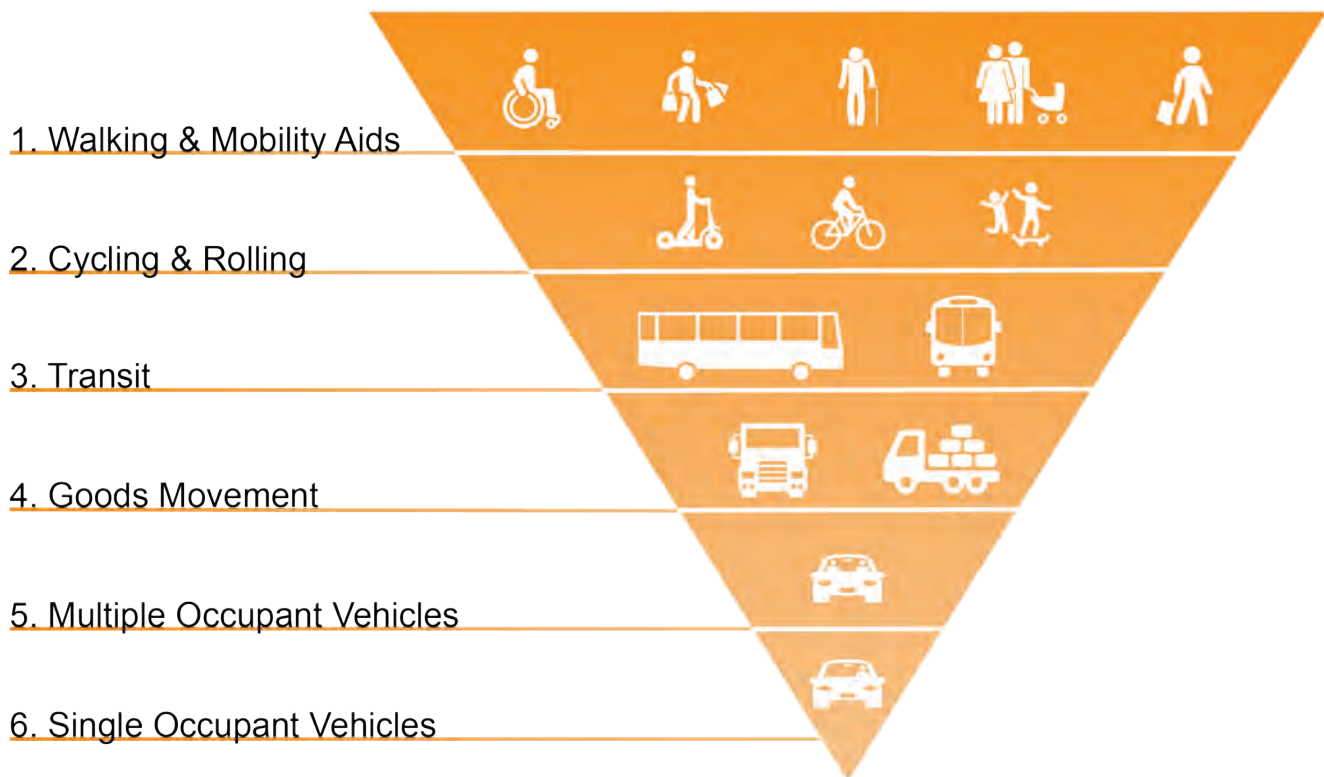 1. Walking & Mobility Aids
2. Cycling & Rolling
3. Transit
4. Goods Movement
5. Multiple Occupant Vehicles
6. Single Occupant Vehicles